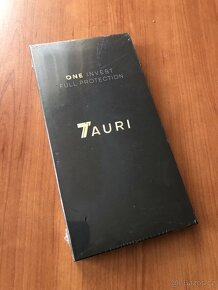 ONE INVEST
FULL PROTECTION
TAURI